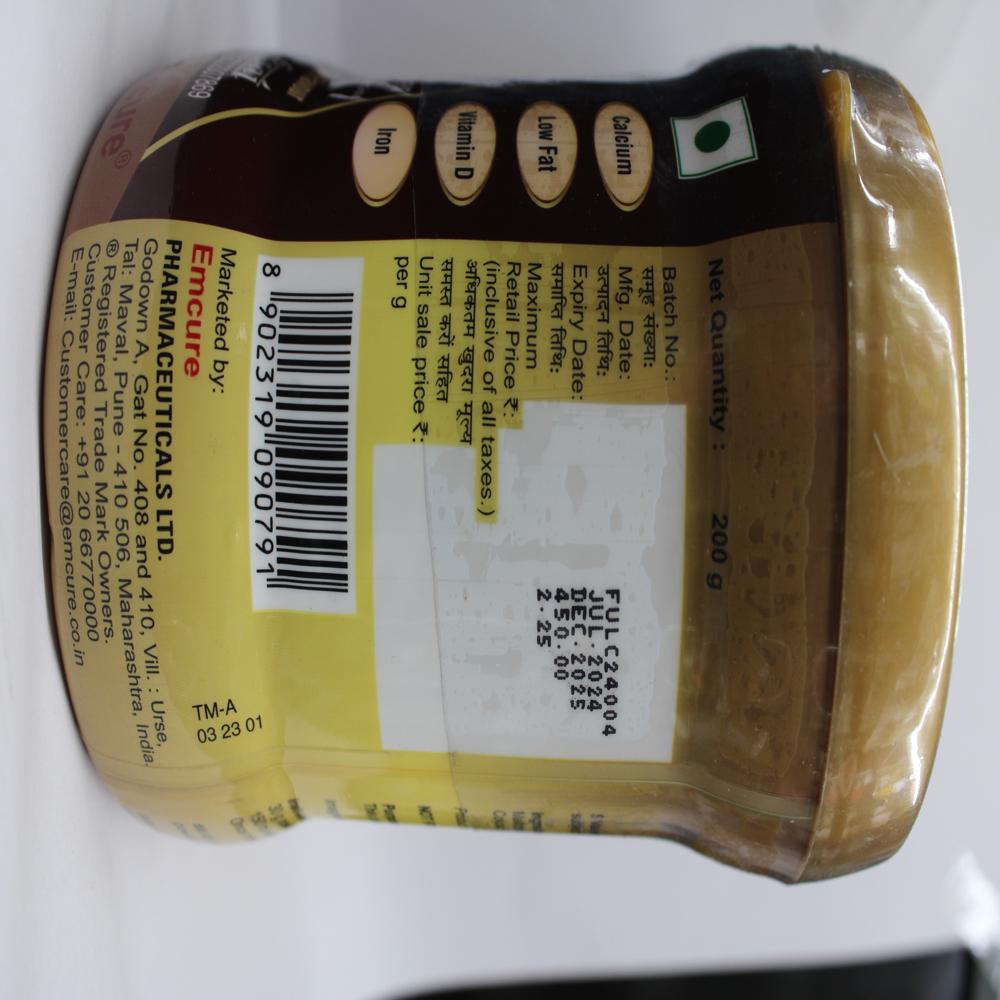 Calcium
Low Fat
Vitamin D
Iron
Net Quantity : 200 g
Batch No.:
समूह संख्या:
Mfg. Date:
उत्पादन तिथि:
Expiry Date:
समाप्ति तिथि:
Maximum
Retail Price ₹:
(inclusive of all taxes.)
अधिकतम खुदरा मूल्य
समस्त करों सहित
Unit sale price ₹:
per g
FULC24004
JUL.2024
DEC.2025
450.00
2.25
8 902319 090791
Marketed by:
Emcure
PHARMACEUTICALS LTD.
Godown A, Gat No. 408 and 410, Vill. : Urse,
Tal: Maval, Pune - 410 506, Maharashtra, India.
® Registered Trade Mark Owners.
Customer Care: +91 20 66770000
E-mail: Customercare@emcure.co.in
TM-A
03 23 01